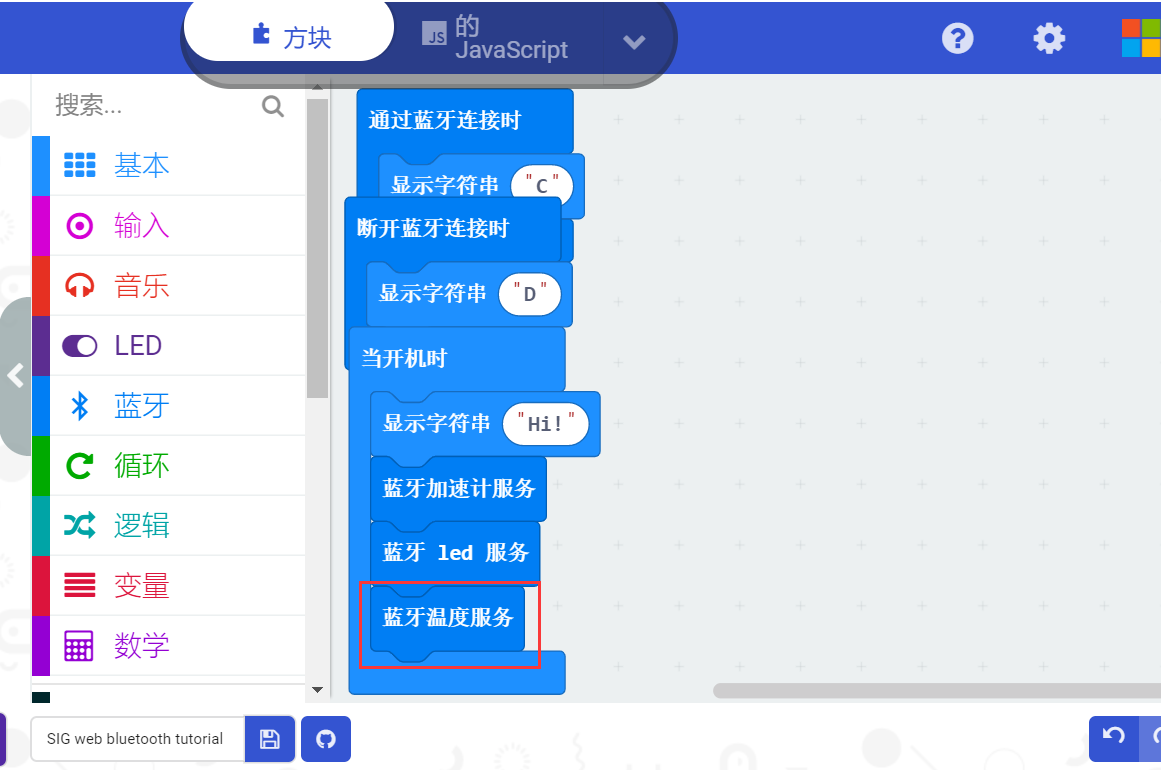 方块
JS
的
JavaScript
搜索...
基本
输入
音乐
LED
蓝牙
循环
逻辑
变量
数学
通过蓝牙连接时
显示字符串 "C"
断开蓝牙连接时
显示字符串 "D"
当开机时
显示字符串 "Hi!"
蓝牙加速计服务
蓝牙 led 服务
蓝牙温度服务
SIG web bluetooth tutorial